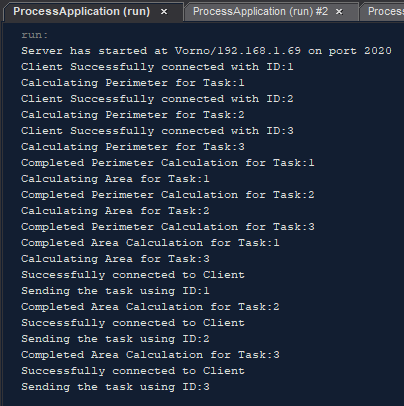 ProcessApplication (run) × ProcessApplication (run) #2 × Process
run:
Server has started at Vorno/192.168.1.69 on port 2020
Client Successfully connected with ID:1
Calculating Perimeter for Task:1
Client Successfully connected with ID:2
Calculating Perimeter for Task:2
Client Successfully connected with ID:3
Calculating Perimeter for Task:3
Completed Perimeter Calculation for Task:1
Calculating Area for Task:1
Completed Perimeter Calculation for Task:2
Calculating Area for Task:2
Completed Perimeter Calculation for Task:3
Completed Area Calculation for Task:1
Calculating Area for Task:3
Successfully connected to Client
Sending the task using ID:1
Completed Area Calculation for Task:2
Successfully connected to Client
Sending the task using ID:2
Completed Area Calculation for Task:3
Successfully connected to Client
Sending the task using ID:3